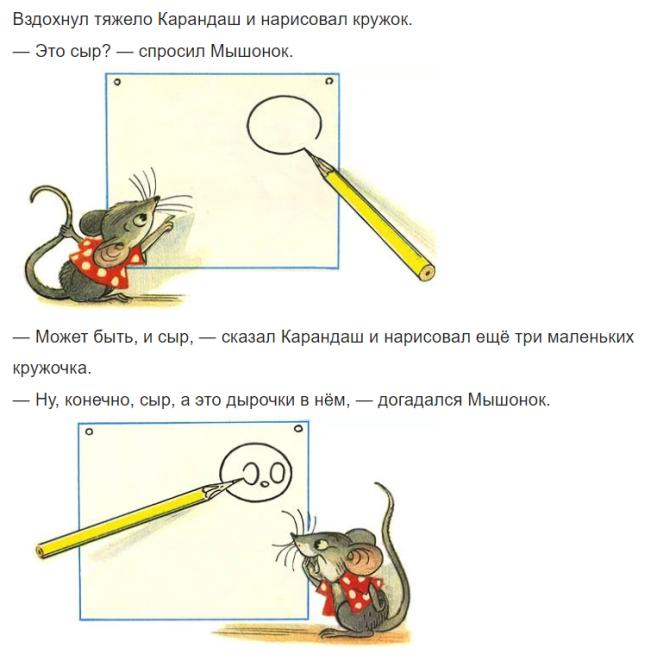 Вздохнул тяжело Карандаш и нарисовал кружок.
— Это сыр? — спросил Мышонок.
— Может быть, и сыр, — сказал Карандаш и нарисовал ещё три маленьких
кружочка.
— Ну, конечно, сыр, а это дырочки в нём, — догадался Мышонок.